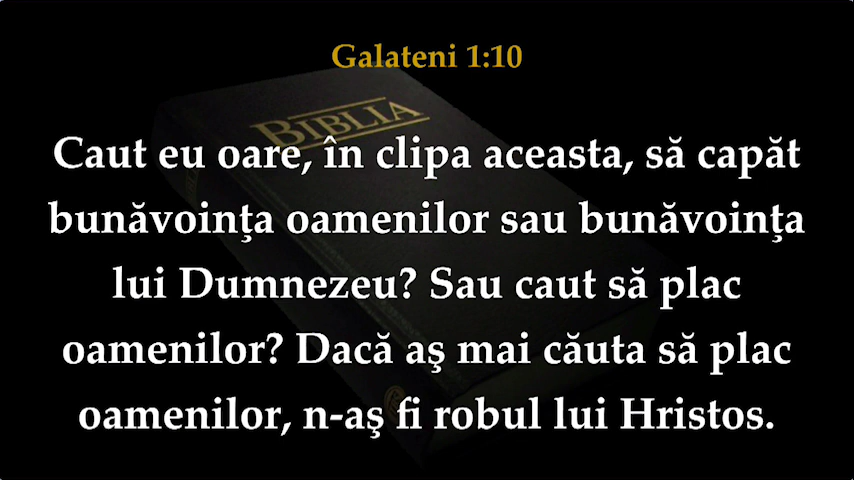 Galateni 1:10
BIBLIA
Caut eu oare, în clipa aceasta, să capăt
bunăvoinţa oamenilor sau bunăvoinţa
lui Dumnezeu? Sau caut să plac
oamenilor? Dacă aş mai căuta să plac
oamenilor, n-aş fi robul lui Hristos.